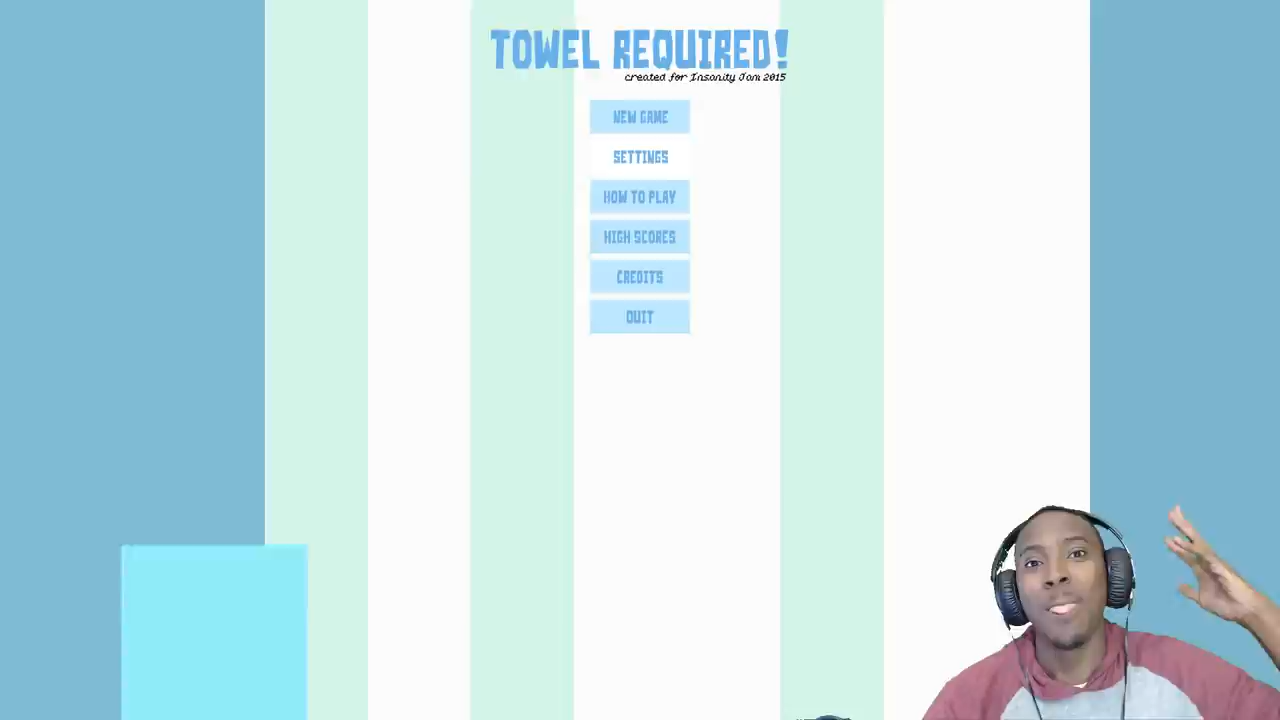 TOWEL REQUIRED!
created for Insanity Jam 2015
NEW GAME
SETTINGS
HOW TO PLAY
HIGH SCORES
CREDITS
QUIT